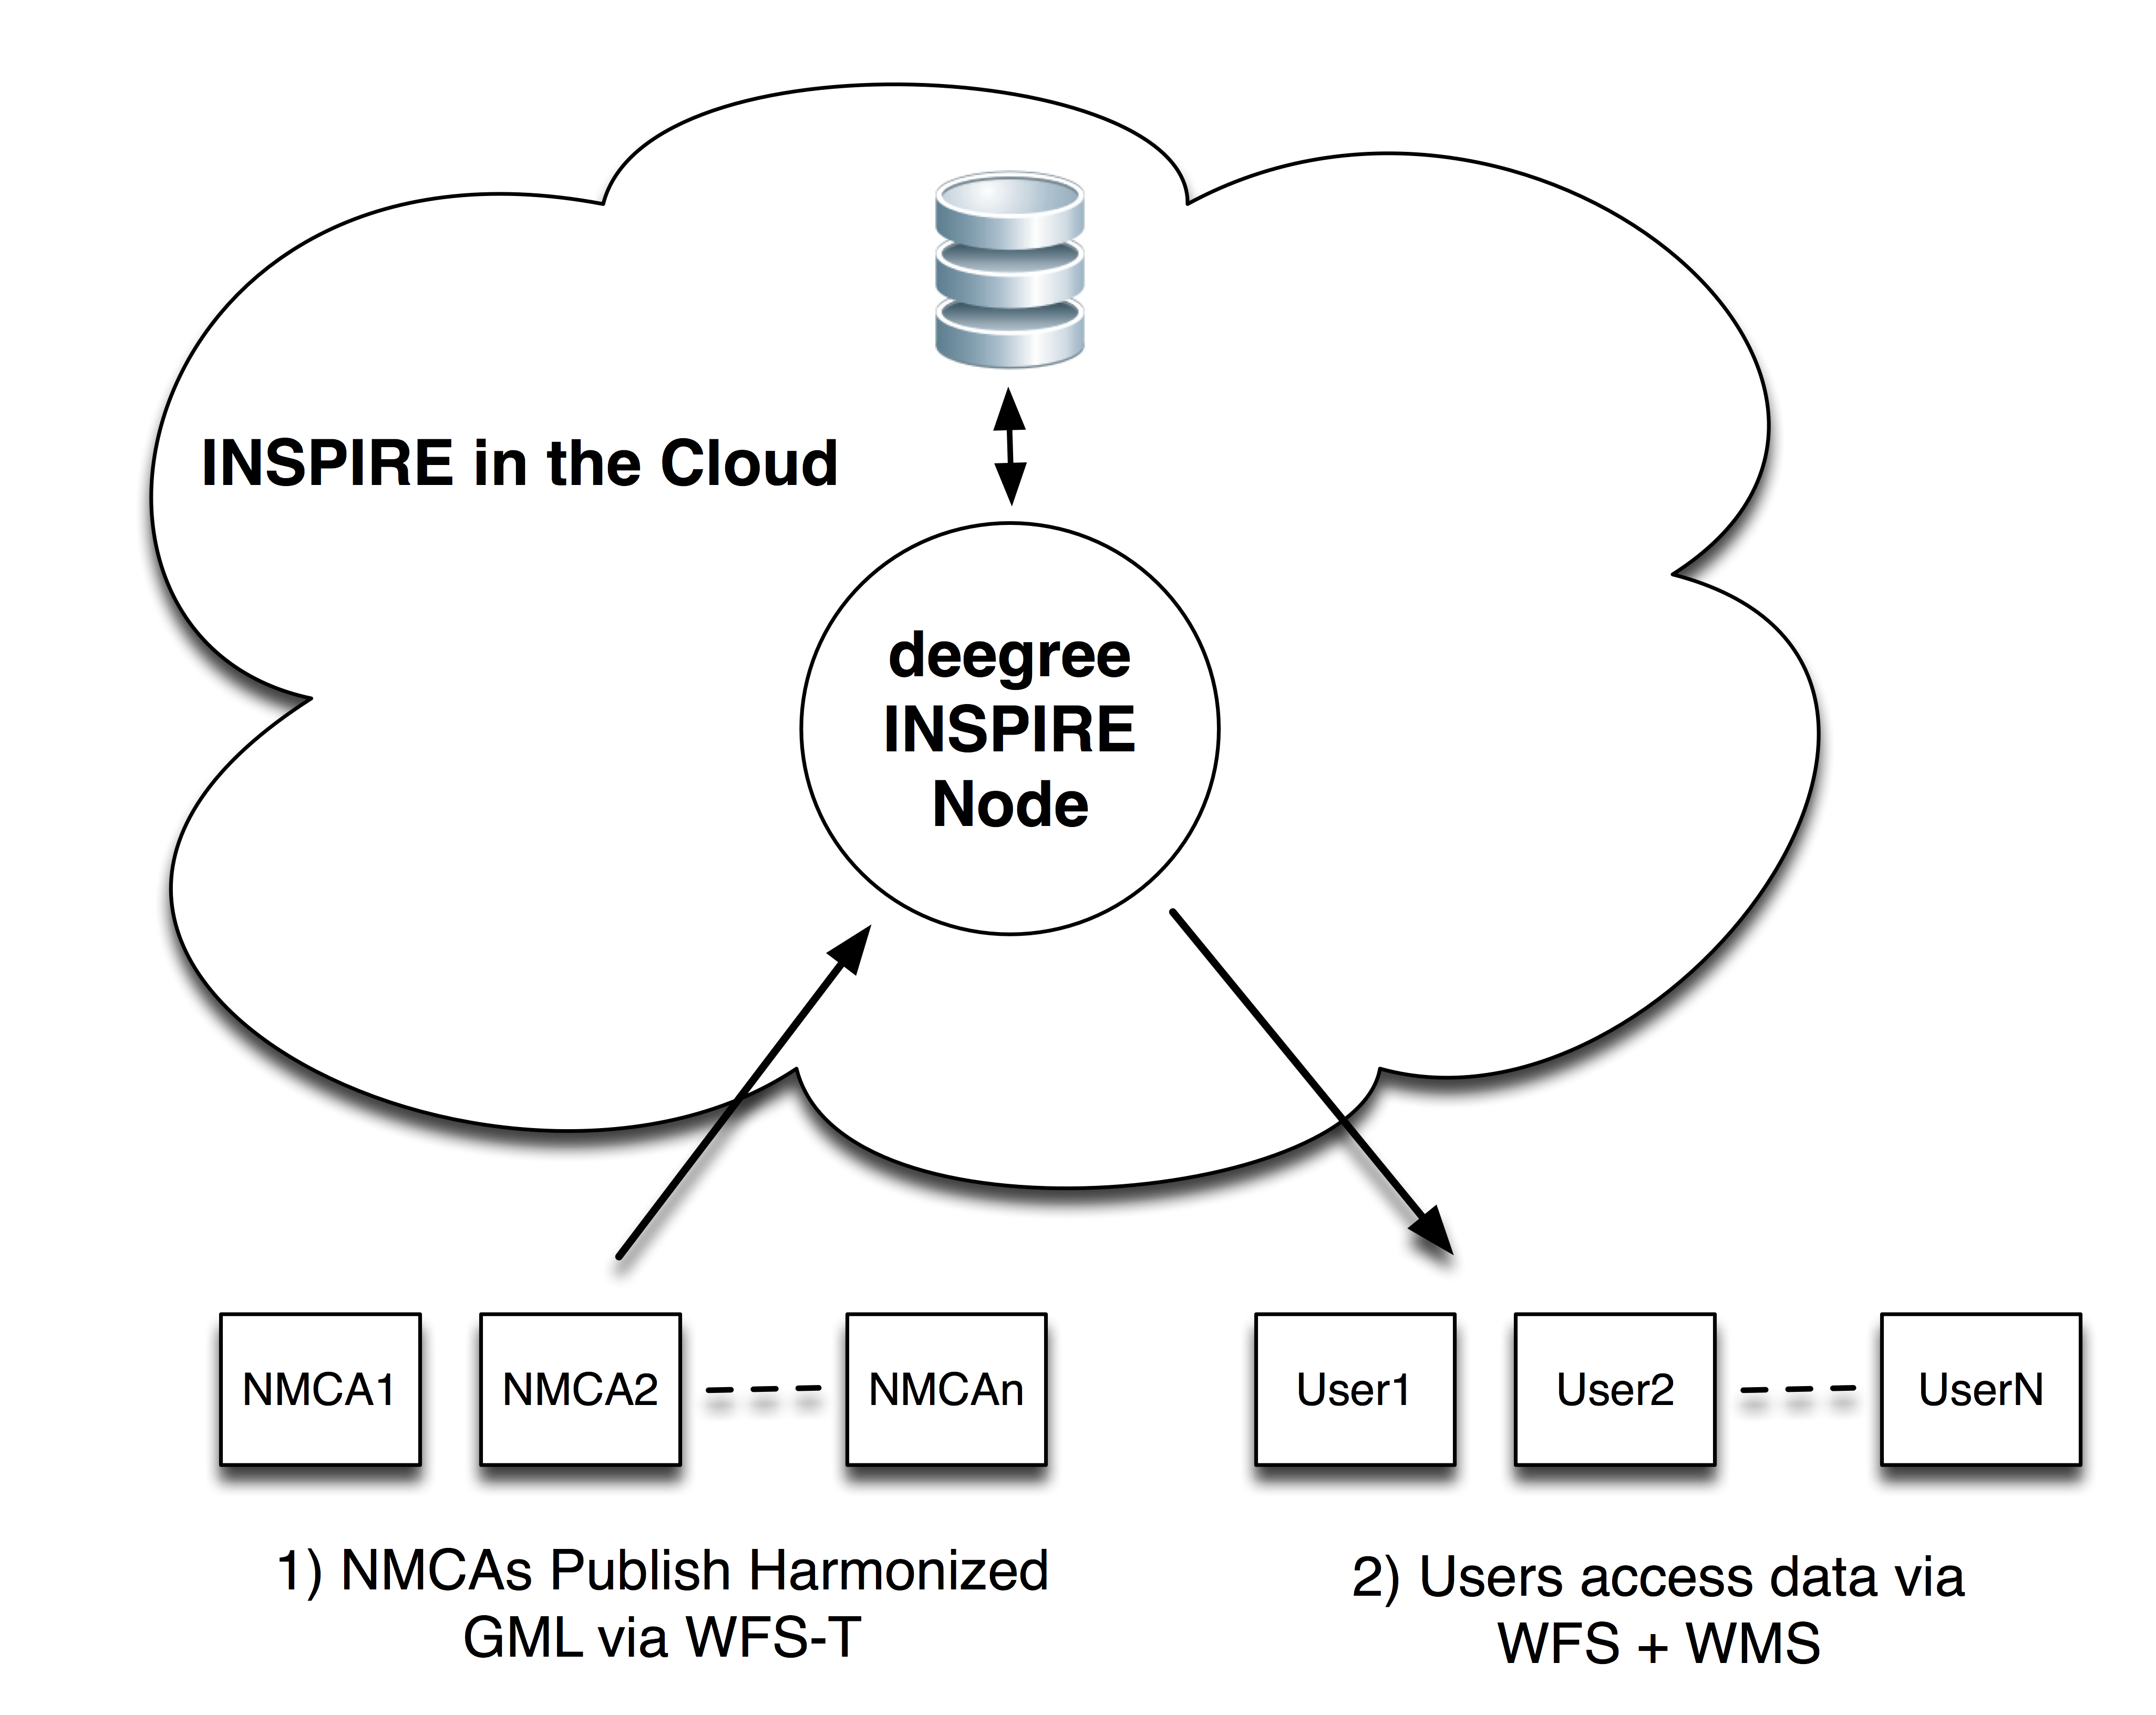 INSPIRE in the Cloud
deegree
INSPIRE
Node
NMCA1
NMCA2
NMCAn
User1
User2
UserN
1) NMCAs Publish Harmonized
GML via WFS-T
2) Users access data via
WFS + WMS